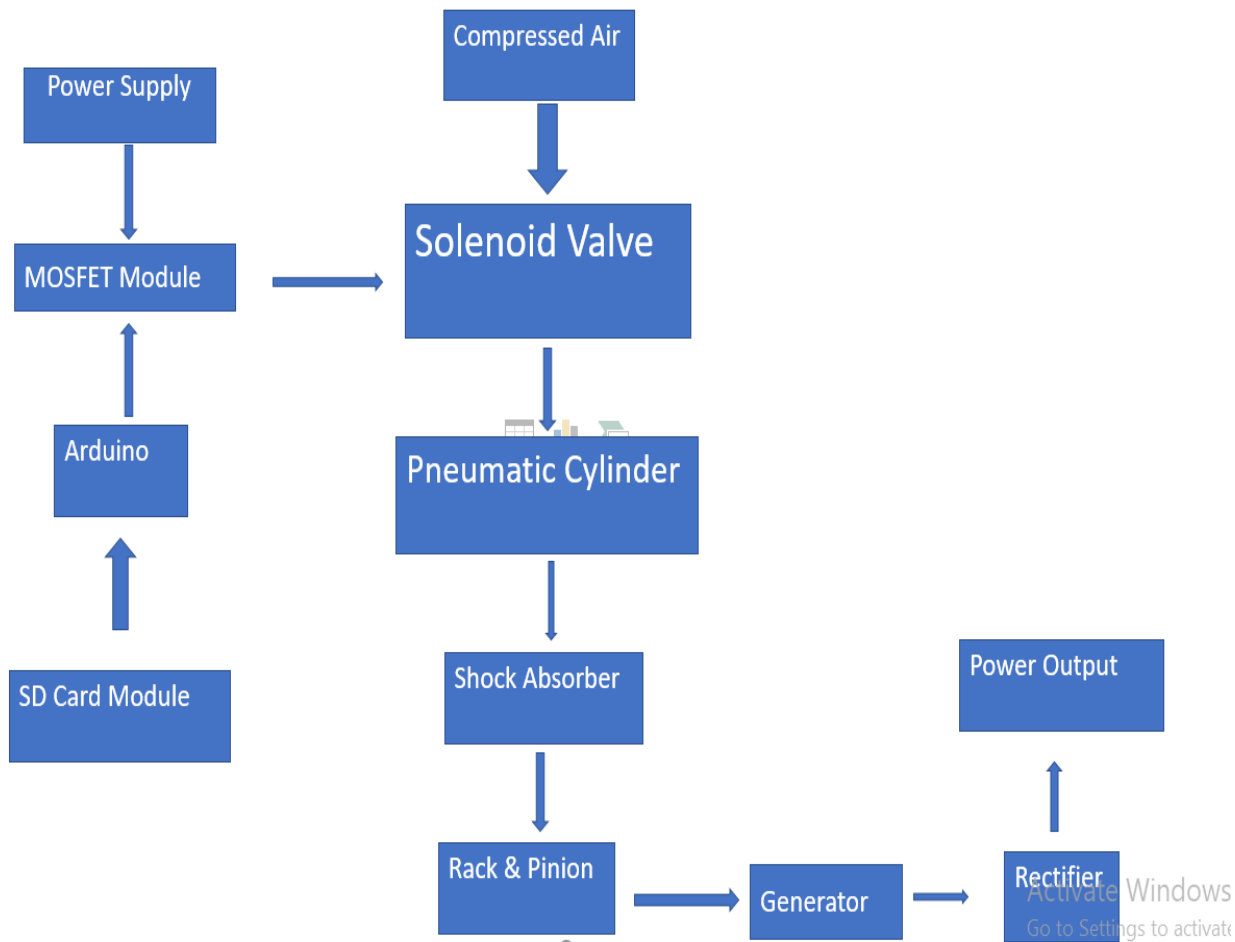 Compressed Air
Power Supply
Solenoid Valve
MOSFET Module
Arduino
Pneumatic Cylinder
SD Card Module
Shock Absorber
Power Output
Rack & Pinion
Generator
Rectifier
Activate Windows
Go to Settings to activate